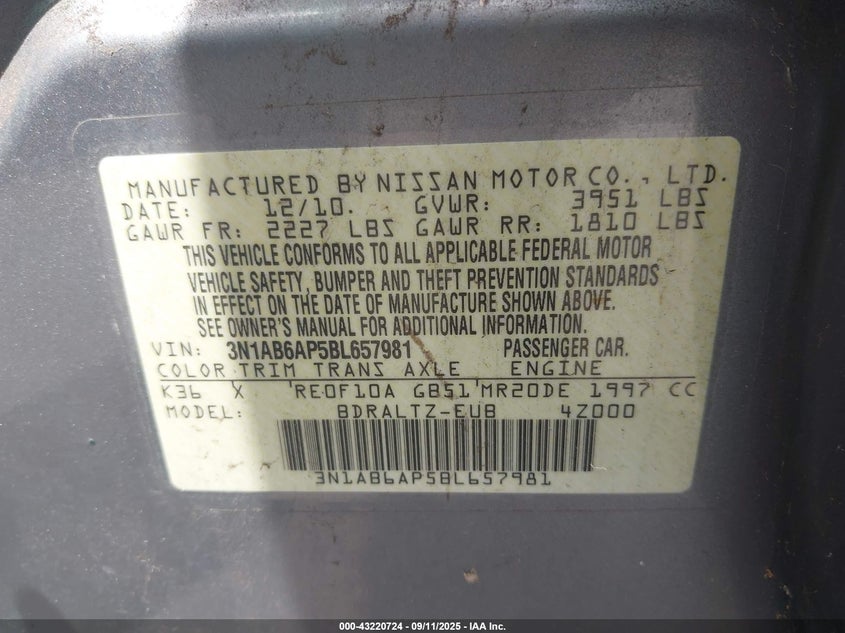 MANUFACTURED BY NISSAN MOTOR CO., LTD.
DATE: 12/10. GVWR: 3951 LBS
GAWR FR: 2227 LBS GAWR RR: 1810 LBS
THIS VEHICLE CONFORMS TO ALL APPLICABLE FEDERAL MOTOR
VEHICLE SAFETY, BUMPER AND THEFT PREVENTION STANDARDS
IN EFFECT ON THE DATE OF MANUFACTURE SHOWN ABOVE.
SEE OWNER'S MANUAL FOR ADDITIONAL INFORMATION.
VIN: 3N1AB6AP5BL657981 PASSENGER CAR.
COLOR TRIM TRANS AXLE ENGINE
K36 X RE0F10A GB51 MR20DE 1997 CC
MODEL: BDRALTZ-EUB 4Z000
3N1AB6AP5BL657981
000-43220724 - 09/11/2025 - IAA Inc.